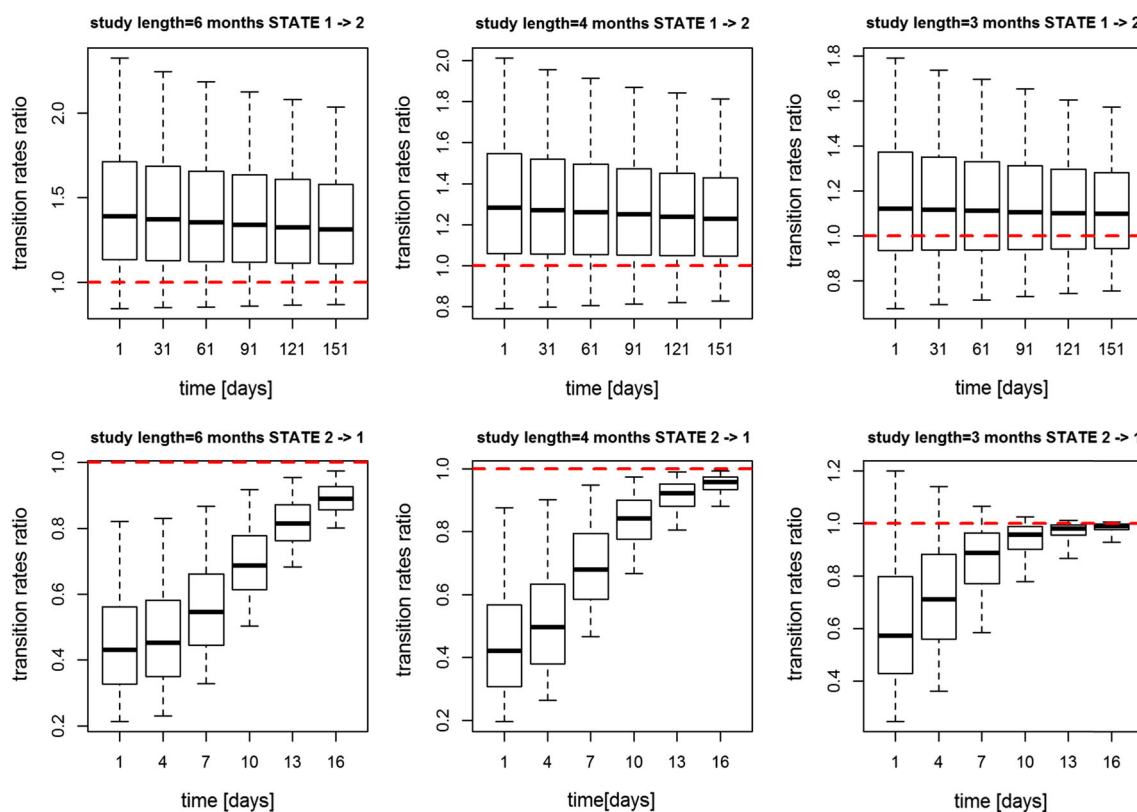 study length=6 months STATE 1 -> 2
transition rates ratio
2.0
1.5
1.0
1 31 61 91 121 151
time [days]
study length=4 months STATE 1 -> 2
transition rates ratio
2.0
1.8
1.6
1.4
1.2
1.0
0.8
1 31 61 91 121 151
time [days]
study length=3 months STATE 1 -> 2
transition rates ratio
1.8
1.6
1.4
1.2
1.0
0.8
1 31 61 91 121 151
time [days]
study length=6 months STATE 2 -> 1
transition rates ratio
1.0
0.8
0.6
0.4
0.2
1 4 7 10 13 16
time [days]
study length=4 months STATE 2 -> 1
transition rates ratio
1.0
0.8
0.6
0.4
0.2
1 4 7 10 13 16
time[days]
study length=3 months STATE 2 -> 1
transition rates ratio
1.2
1.0
0.8
0.6
0.4
1 4 7 10 13 16
time [days]